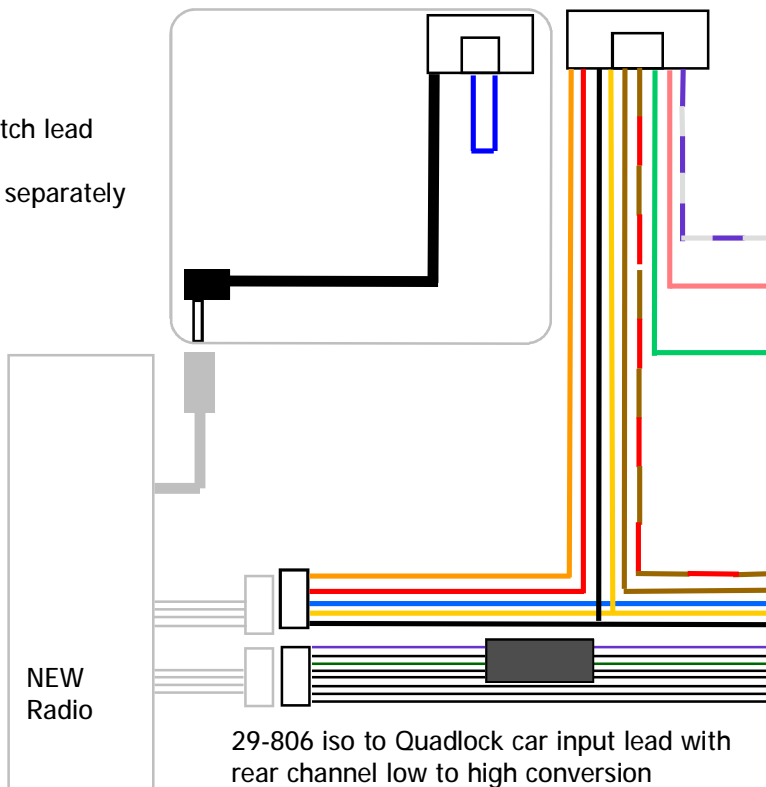 tch lead
separately
NEW
Radio
29-806 iso to Quadlock car input lead with
rear channel low to high conversion